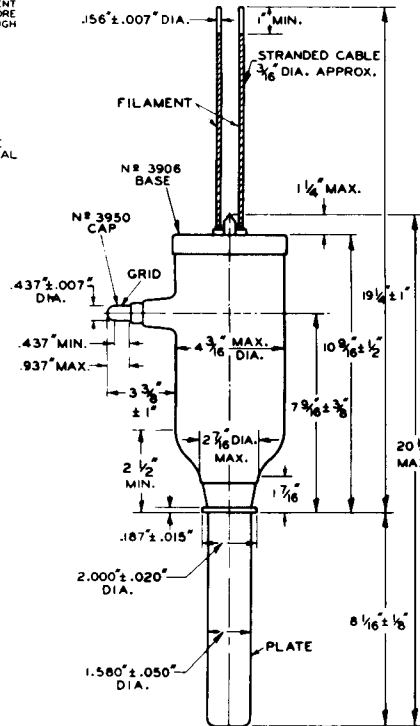 ENT
ORE
UGH
AL
.156"±.007" DIA.
1" MIN.
STRANDED CABLE
3/16" DIA. APPROX.
FILAMENT
Nº 3906
BASE
1 1/4" MAX.
Nº 3950
CAP
GRID
.437"±.007"
DIA.
.437" MIN.
.937" MAX.
3 3/8"
±1"
4 3/16" MAX.
DIA.
19 1/4"±1"
10 9/16"±1/2"
7 9/16"±3/8"
2 7/16" DIA.
MAX.
2 1/2"
MIN.
1 7/16"
20
MAX
.187"±.015"
2.000"±.020"
DIA.
8 1/16"±1/8"
1.580"±.050"
DIA.
PLATE